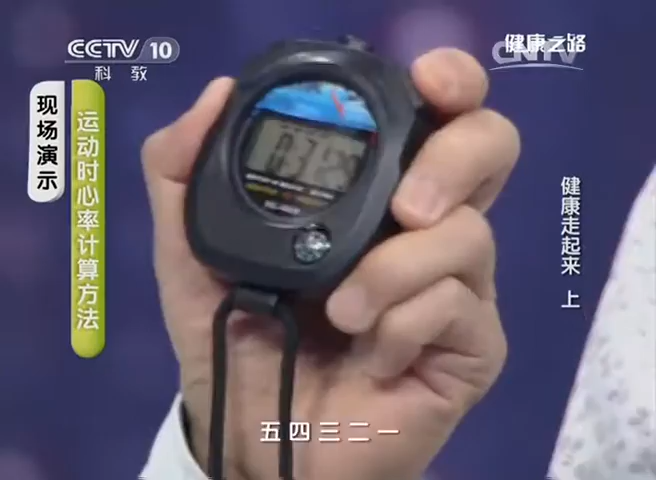 CCTV 10
科教
健康之路
CNTV
现场演示
运动时心率计算方法
健康走起来 上
五四三二一